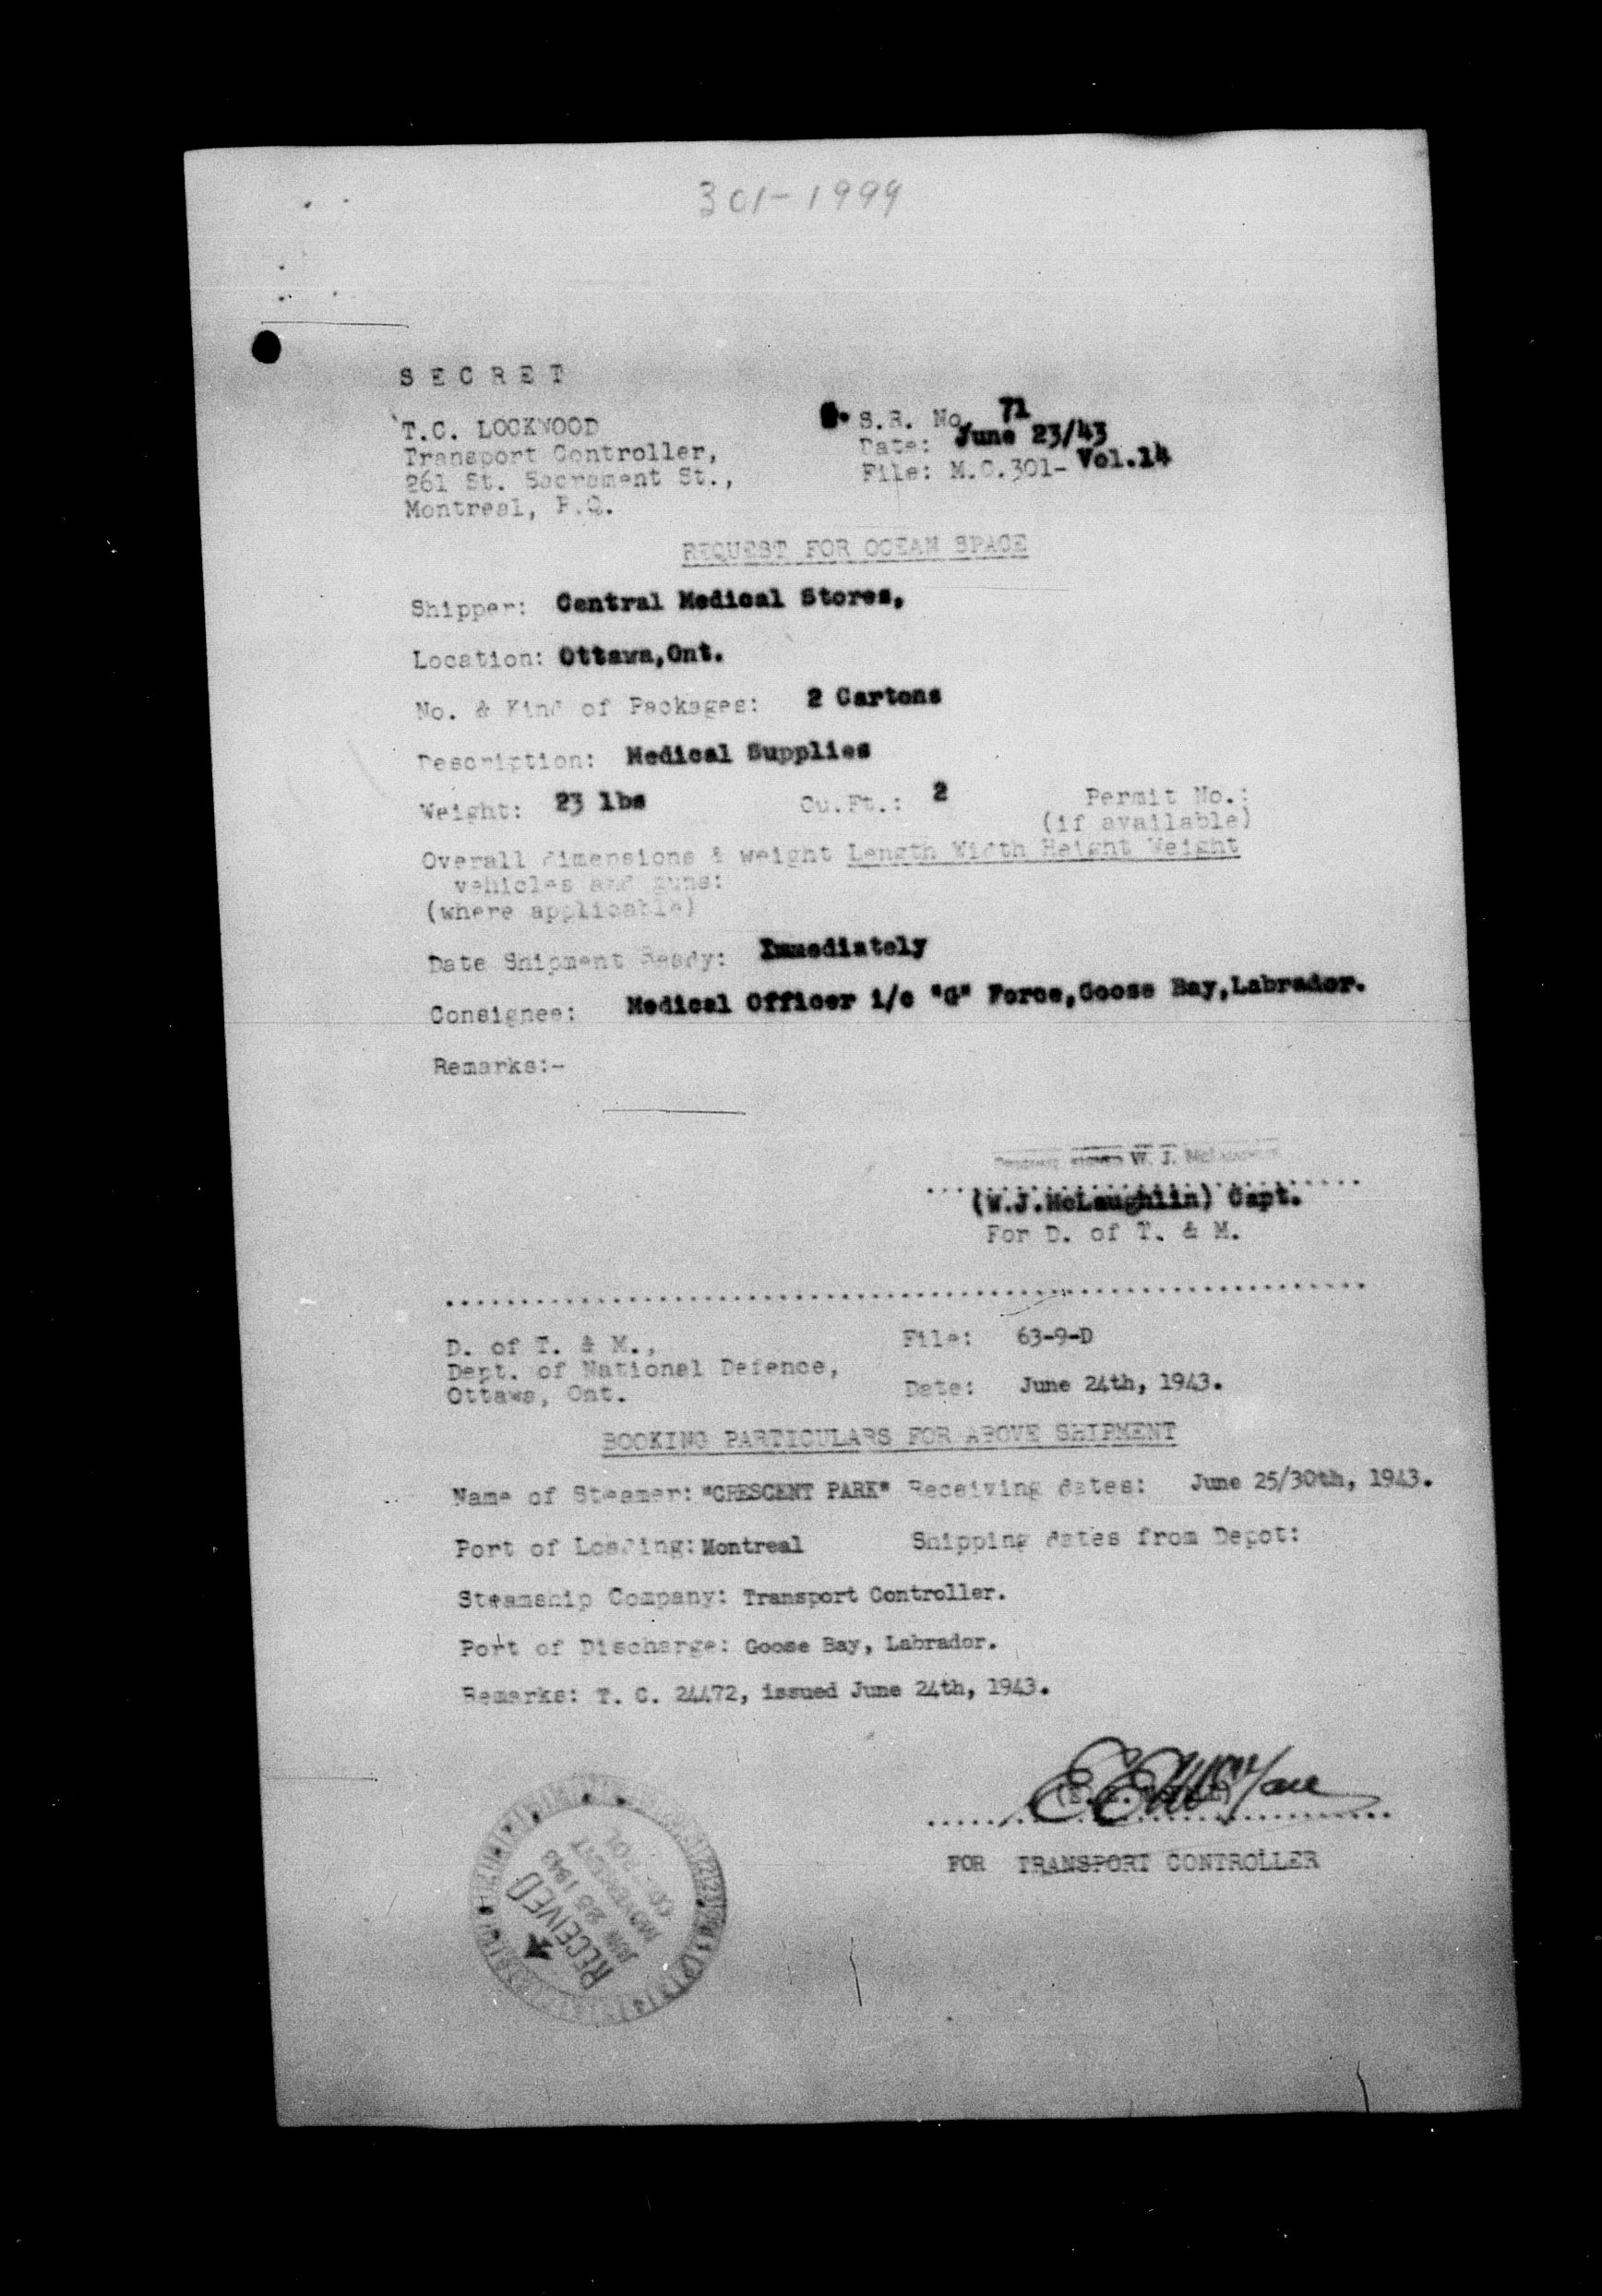 301-1999
SECRET
T.C. LOCKWOOD
Transport Controller,
261 St. Sacrament St.,
Montreal, P.Q.
S.R. No. 71
Date: June 23/43
File: M.C.301- Vol.14
REQUEST FOR OCEAN SPACE
Shipper: Central Medical Stores,
Location: Ottawa,Ont.
No. & Kind of Packages: 2 Cartons
Description: Medical Supplies
Weight: 23 lbs Cu.Ft.: 2 Permit No.:
(if available)
Overall dimensions & weight Length Width Height Weight
vehicles and guns:
(where applicable)
Date Shipment Ready: Immediately
Consignee: Medical Officer i/c "G" Force,Goose Bay,Labrador.
Remarks:-
W. J.
(W.J.McLaughlin) Capt.
For D. of T. & M.
D. of T. & M.,
Dept. of National Defence,
Ottawa, Ont.
File: 63-9-D
Date: June 24th, 1943.
BOOKING PARTICULARS FOR ABOVE SHIPMENT
Name of Steamer: "CRESCENT PARK" Receiving dates: June 25/30th, 1943.
Port of Loading: Montreal Shipping dates from Depot:
Steamship Company: Transport Controller.
Port of Discharge: Goose Bay, Labrador.
Remarks: T. C. 24472, issued June 24th, 1943.
FOR TRANSPORT CONTROLLER
RECEIVED
JUN 25 1943
MOVEMENT
CONTROL